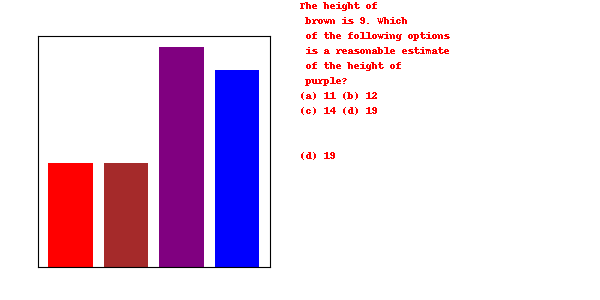 The height of
brown is 9. Which
of the following options
is a reasonable estimate
of the height of
purple?
(a) 11 (b) 12
(c) 14 (d) 19
(d) 19